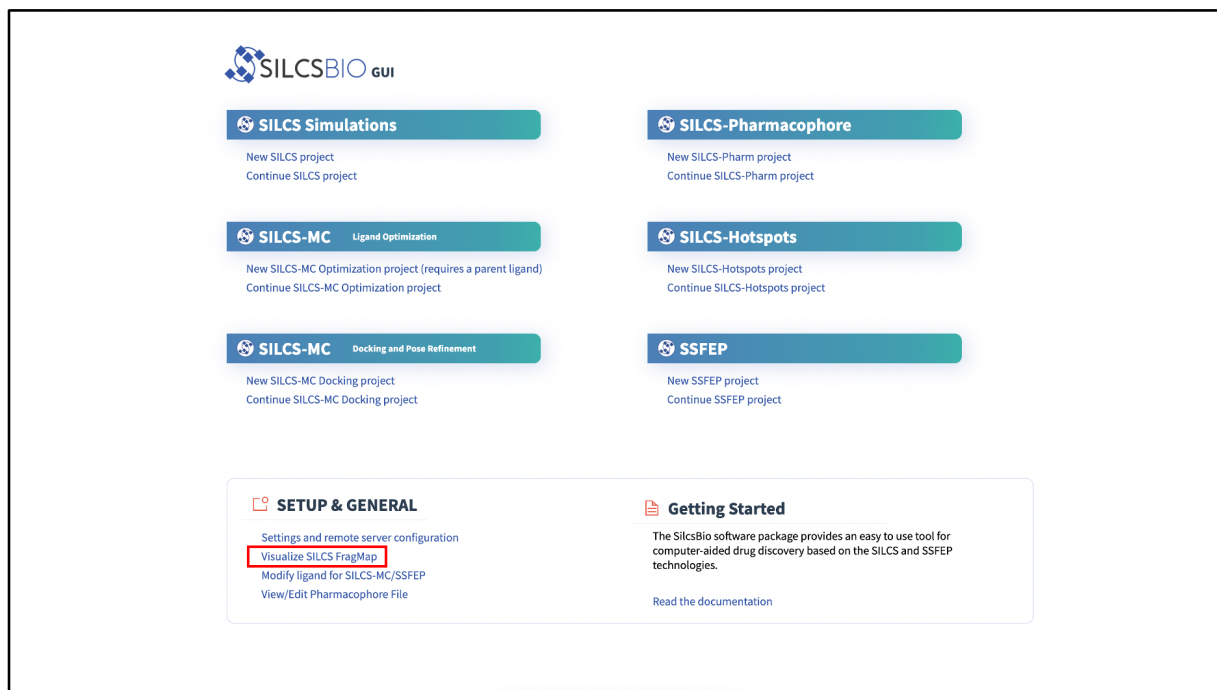 SILCSBIO GUI
SILCS Simulations
New SILCS project
Continue SILCS project
SILCS-Pharmacophore
New SILCS-Pharm project
Continue SILCS-Pharm project
SILCS-MC Ligand Optimization
New SILCS-MC Optimization project (requires a parent ligand)
Continue SILCS-MC Optimization project
SILCS-Hotspots
New SILCS-Hotspots project
Continue SILCS-Hotspots project
SILCS-MC Docking and Pose Refinement
New SILCS-MC Docking project
Continue SILCS-MC Docking project
SSFEP
New SSFEP project
Continue SSFEP project
SETUP & GENERAL
Settings and remote server configuration
Visualize SILCS FragMap
Modify ligand for SILCS-MC/SSFEP
View/Edit Pharmacophore File
Getting Started
The SilcsBio software package provides an easy to use tool for
computer-aided drug discovery based on the SILCS and SSFEP
technologies.
Read the documentation